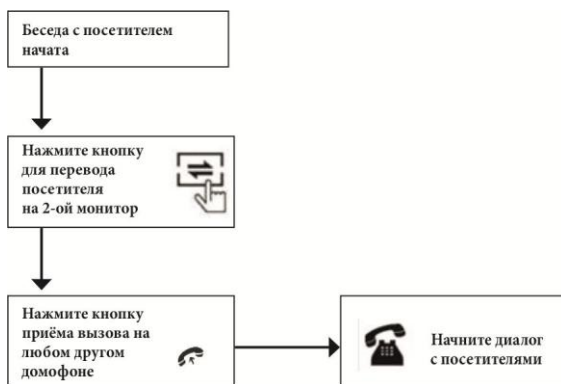 Беседа с посетителем
начата
Нажмите кнопку
для перевода
посетителя
на 2-ой монитор
Нажмите кнопку
приёма вызова на
любом другом
домофоне
Начните диалог
с посетителями